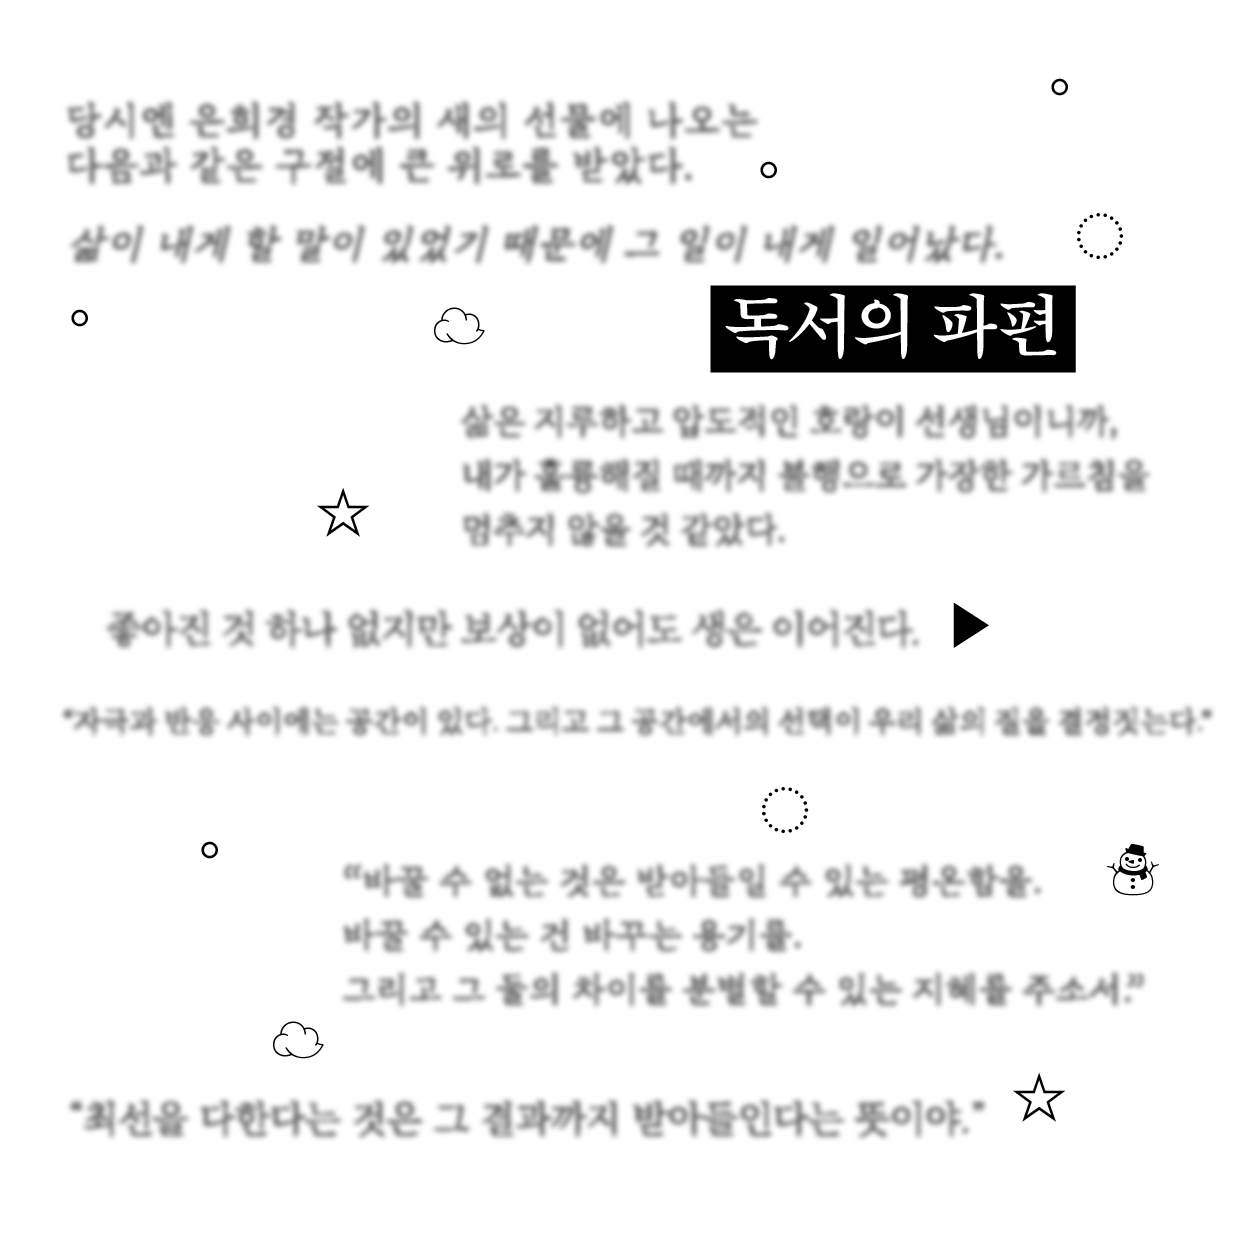 당시엔 은희경 작가의 새의 선물에 나오는
다음과 같은 구절에 큰 위로를 받았다.
삶이 내게 할 말이 있었기 때문에 그 일이 내게 일어났다.
독서의 파편
삶은 지루하고 압도적인 호랑이 선생님이니까,
내가 훌륭해질 때까지 불행으로 가장한 가르침을
멈추지 않을 것 같았다.
좋아진 것 하나 없지만 보상이 없어도 생은 이어진다.
“자극과 반응 사이에는 공간이 있다. 그리고 그 공간에서의 선택이 우리 삶의 질을 결정짓는다.”
“바꿀 수 없는 것은 받아들일 수 있는 평온함을.
바꿀 수 있는 건 바꾸는 용기를.
그리고 그 둘의 차이를 분별할 수 있는 지혜를 주소서.”
“최선을 다한다는 것은 그 결과까지 받아들인다는 뜻이야.”